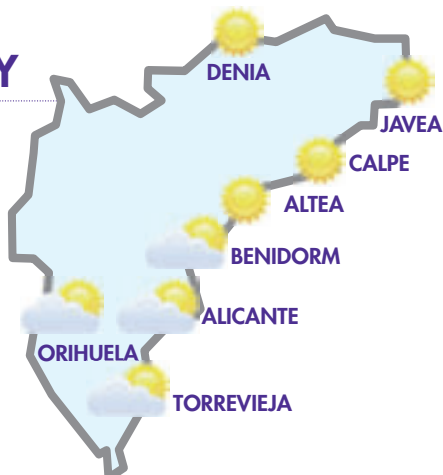 Y
DENIA
JAVEA
CALPE
ALTEA
BENIDORM
ALICANTE
ORIHUELA
TORREVIEJA